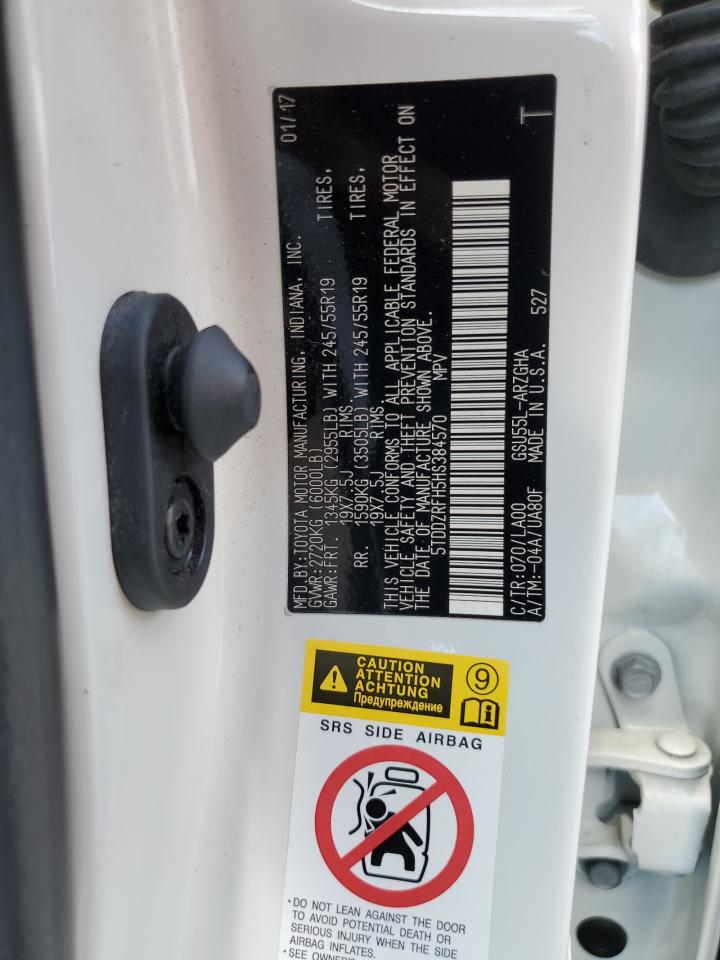 MFD.BY:TOYOTA MOTOR MANUFACTURING, INDIANA, INC. 01/17
GVWR:2720KG (6000LB)
GAWR:FRT. 1345KG (2955LB) WITH 245/55R19 TIRES,
19X7.5J RIMS.
RR. 1590KG (3505LB) WITH 245/55R19 TIRES,
19X7.5J RIMS.
THIS VEHICLE CONFORMS TO ALL APPLICABLE FEDERAL MOTOR
VEHICLE SAFETY AND THEFT PREVENTION STANDARDS IN EFFECT ON
THE DATE OF MANUFACTURE SHOWN ABOVE.
5TDDZRFH5HS384570 MPV
C/TR:070/LA00 GSU55L-ARZGHA
A/TM:-04A/UA80F MADE IN U.S.A. 527
T
CAUTION
ATTENTION
ACHTUNG
Предупреждение
9
SRS SIDE AIRBAG
•DO NOT LEAN AGAINST THE DOOR
TO AVOID POTENTIAL DEATH OR
SERIOUS INJURY WHEN THE SIDE
AIRBAG INFLATES.
•SEE OWNER'S